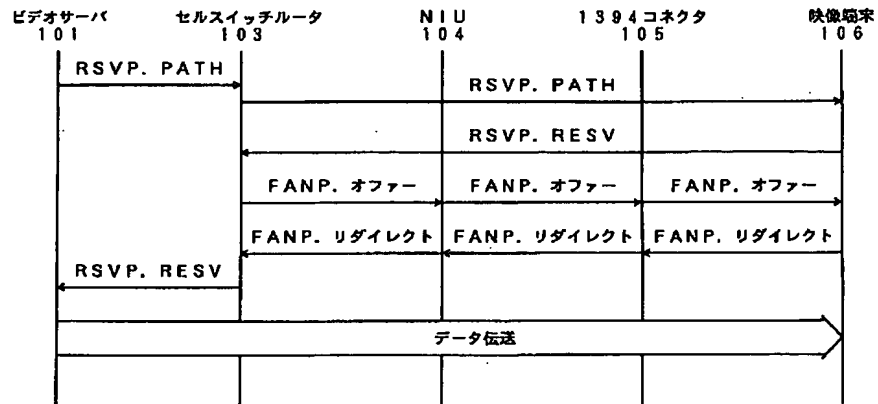 ビデオサーバ セルスイッチルータ NIU 1394コネクタ 映像端末
101 103 104 105 106
RSVP. PATH
RSVP. PATH
RSVP. RESV
FANP. オファー FANP. オファー FANP. オファー
FANP. リダイレクト FANP. リダイレクト FANP. リダイレクト
RSVP. RESV
データ伝送